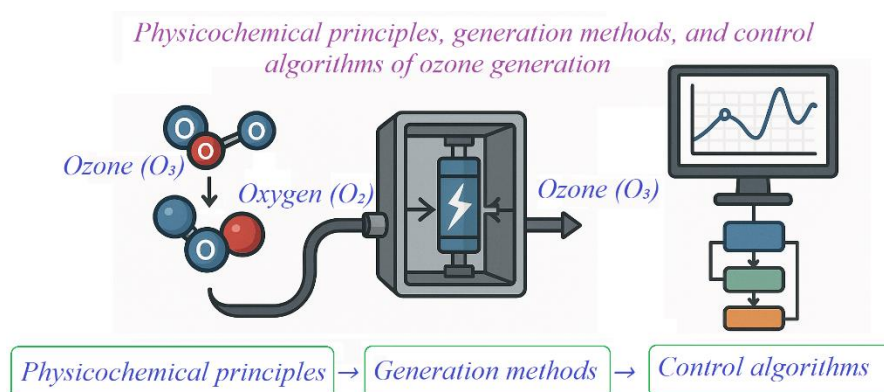 Physicochemical principles, generation methods, and control
algorithms of ozone generation
O
O
O
Ozone (O₃)
Oxygen (O₂)
Ozone (O₃)
O
Physicochemical principles → Generation methods → Control algorithms